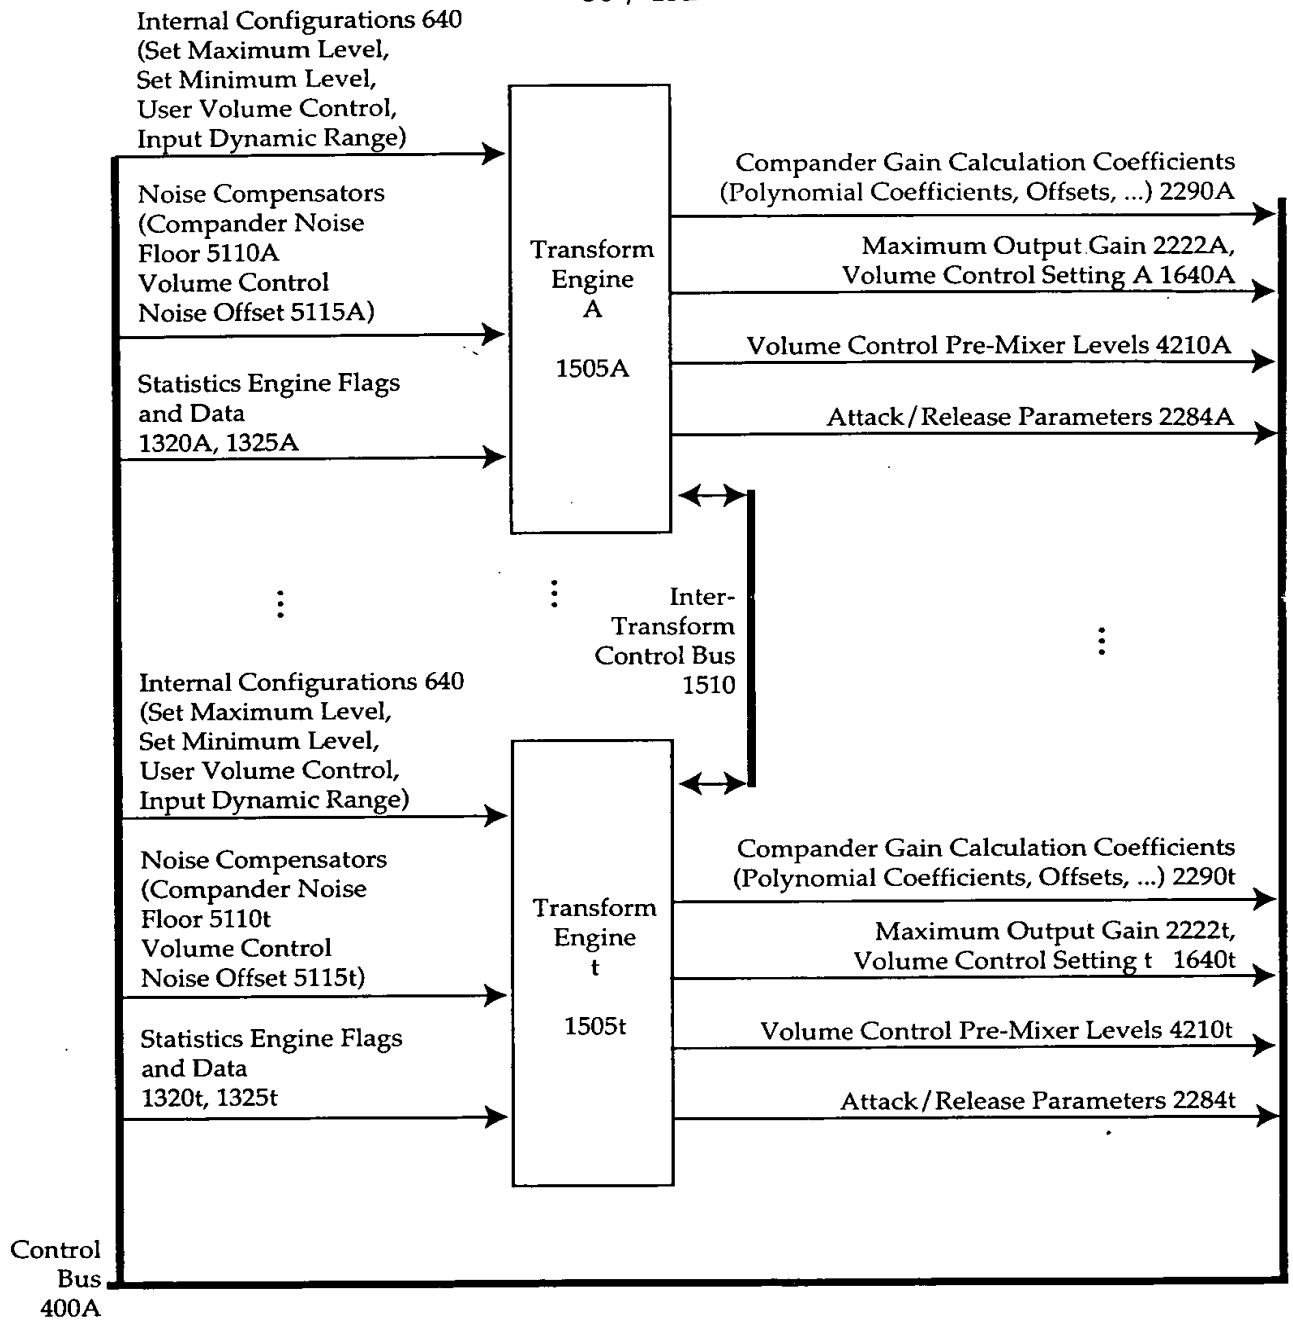 Internal Configurations 640
(Set Maximum Level,
Set Minimum Level,
User Volume Control,
Input Dynamic Range)
Noise Compensators
(Compander Noise
Floor 5110A
Volume Control
Noise Offset 5115A)
Statistics Engine Flags
and Data
1320A, 1325A
Transform
Engine
A
1505A
Compander Gain Calculation Coefficients
(Polynomial Coefficients, Offsets, ...) 2290A
Maximum Output Gain 2222A,
Volume Control Setting A 1640A
Volume Control Pre-Mixer Levels 4210A
Attack/Release Parameters 2284A
Inter-
Transform
Control Bus
1510
Internal Configurations 640
(Set Maximum Level,
Set Minimum Level,
User Volume Control,
Input Dynamic Range)
Noise Compensators
(Compander Noise
Floor 5110t
Volume Control
Noise Offset 5115t)
Statistics Engine Flags
and Data
1320t, 1325t
Transform
Engine
t
1505t
Compander Gain Calculation Coefficients
(Polynomial Coefficients, Offsets, ...) 2290t
Maximum Output Gain 2222t,
Volume Control Setting t 1640t
Volume Control Pre-Mixer Levels 4210t
Attack/Release Parameters 2284t
Control
Bus
400A